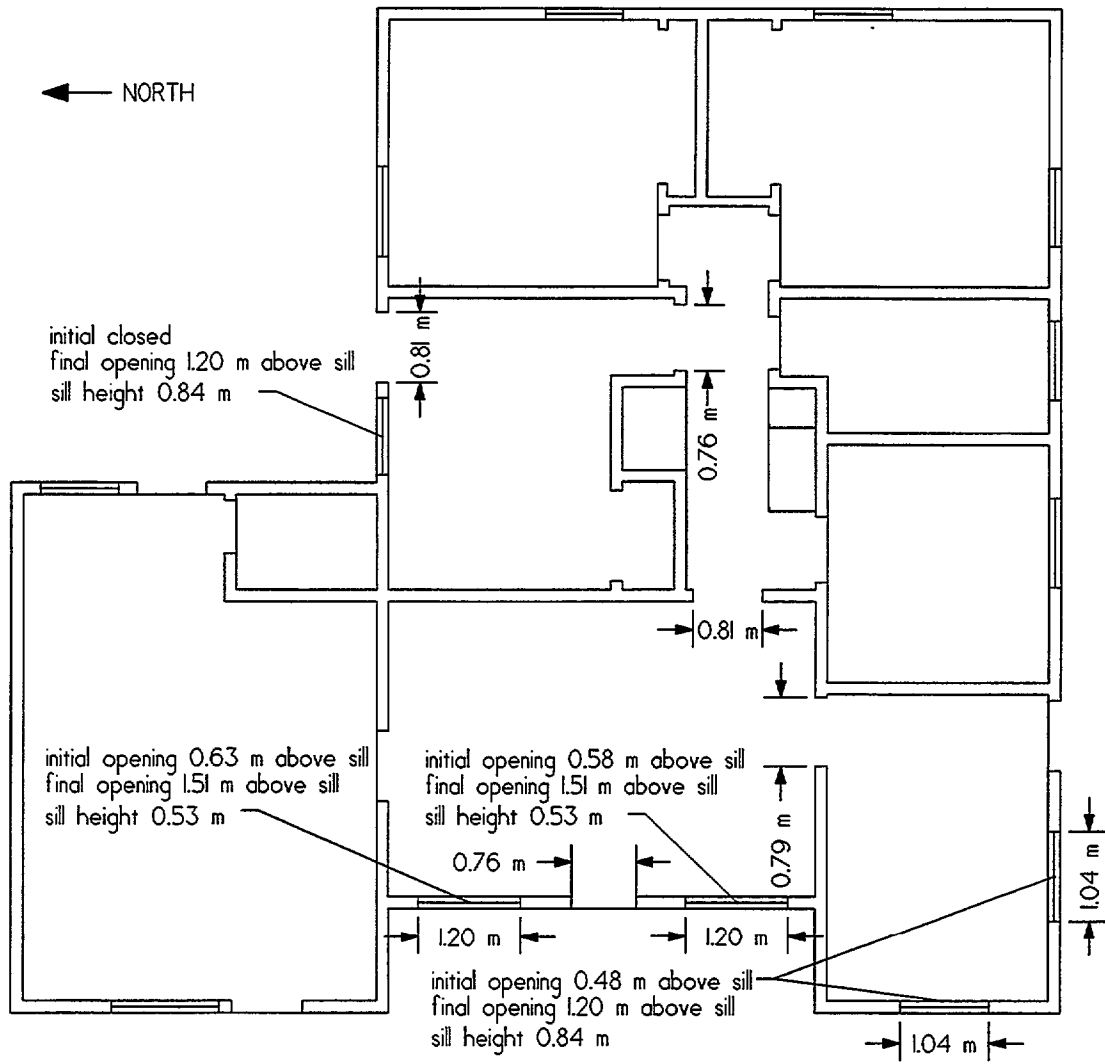 NORTH
initial closed
final opening 1.20 m above sill
sill height 0.84 m
0.81 m
0.76 m
0.81 m
initial opening 0.63 m above sill
final opening 1.51 m above sill
sill height 0.53 m
initial opening 0.58 m above sill
final opening 1.51 m above sill
sill height 0.53 m
0.79 m
0.76 m
1.04 m
1.20 m
1.20 m
initial opening 0.48 m above sill
final opening 1.20 m above sill
sill height 0.84 m
1.04 m